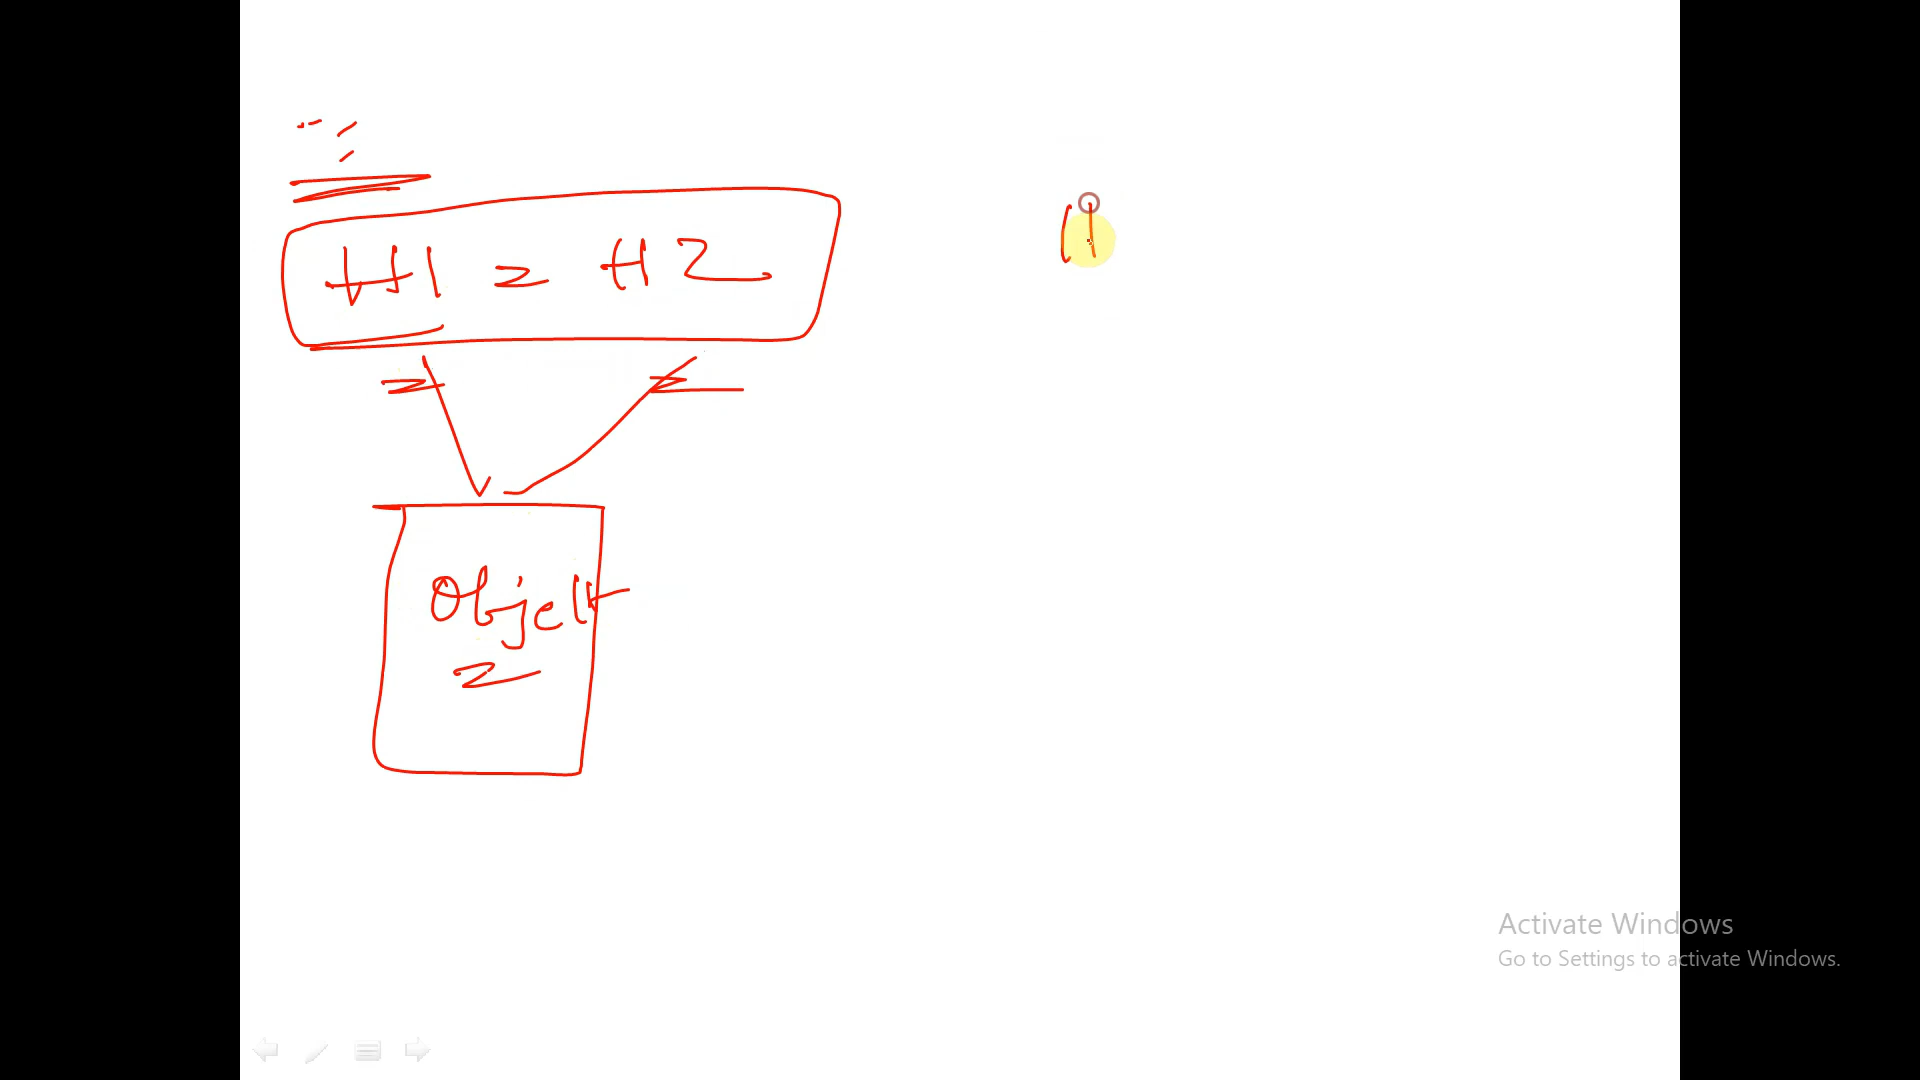 H1 = H2
Object
Activate Windows
Go to Settings to activate Windows.